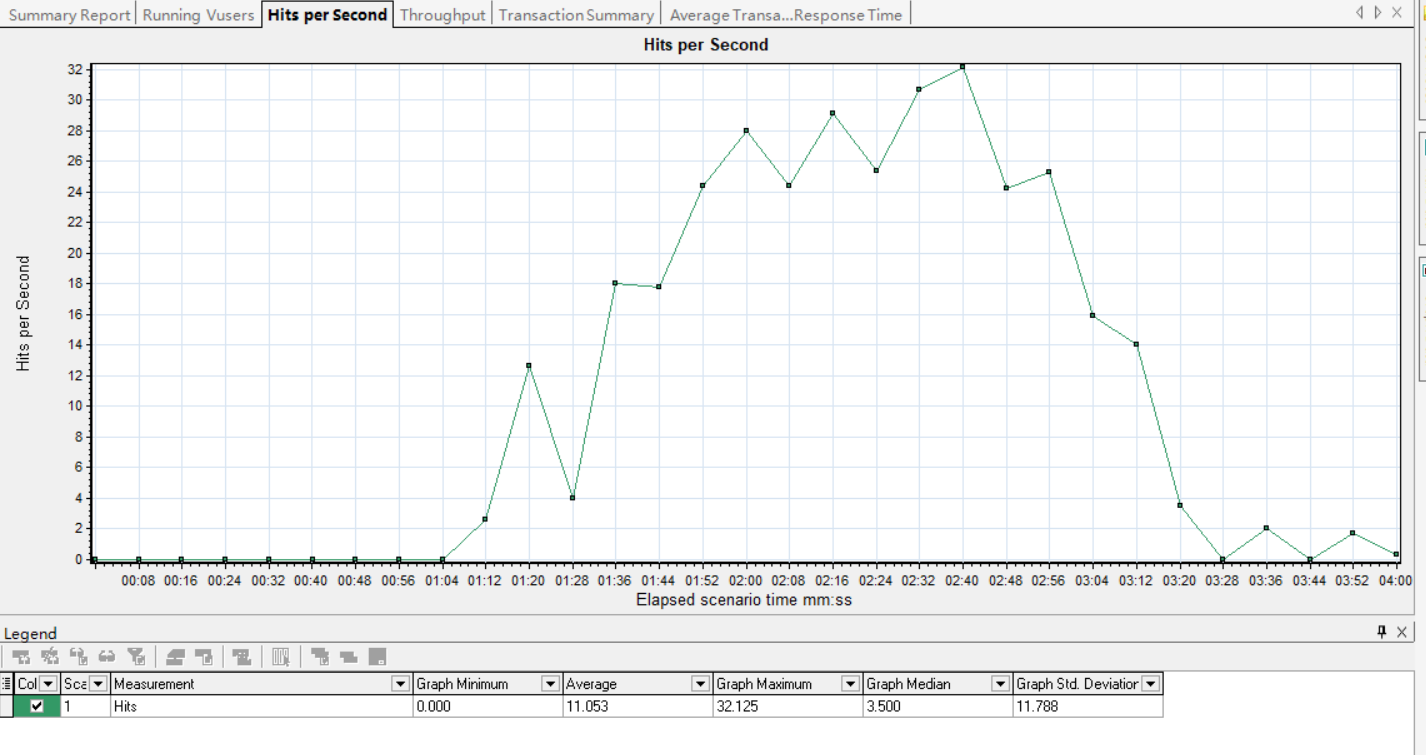 Summary Report Running Vusers Hits per Second Throughput Transaction Summary Average Transa...Response Time
Hits per Second
32
30
28
26
24
22
20
18
16
14
12
10
8
6
4
2
0
Hits per Second
00:08 00:16 00:24 00:32 00:40 00:48 00:56 01:04 01:12 01:20 01:28 01:36 01:44 01:52 02:00 02:08 02:16 02:24 02:32 02:40 02:48 02:56 03:04 03:12 03:20 03:28 03:36 03:44 03:52 04:00
Elapsed scenario time mm:ss
Legend
Col Sca Measurement Graph Minimum Average Graph Maximum Graph Median Graph Std. Deviation
1 Hits 0.000 11.053 32.125 3.500 11.788